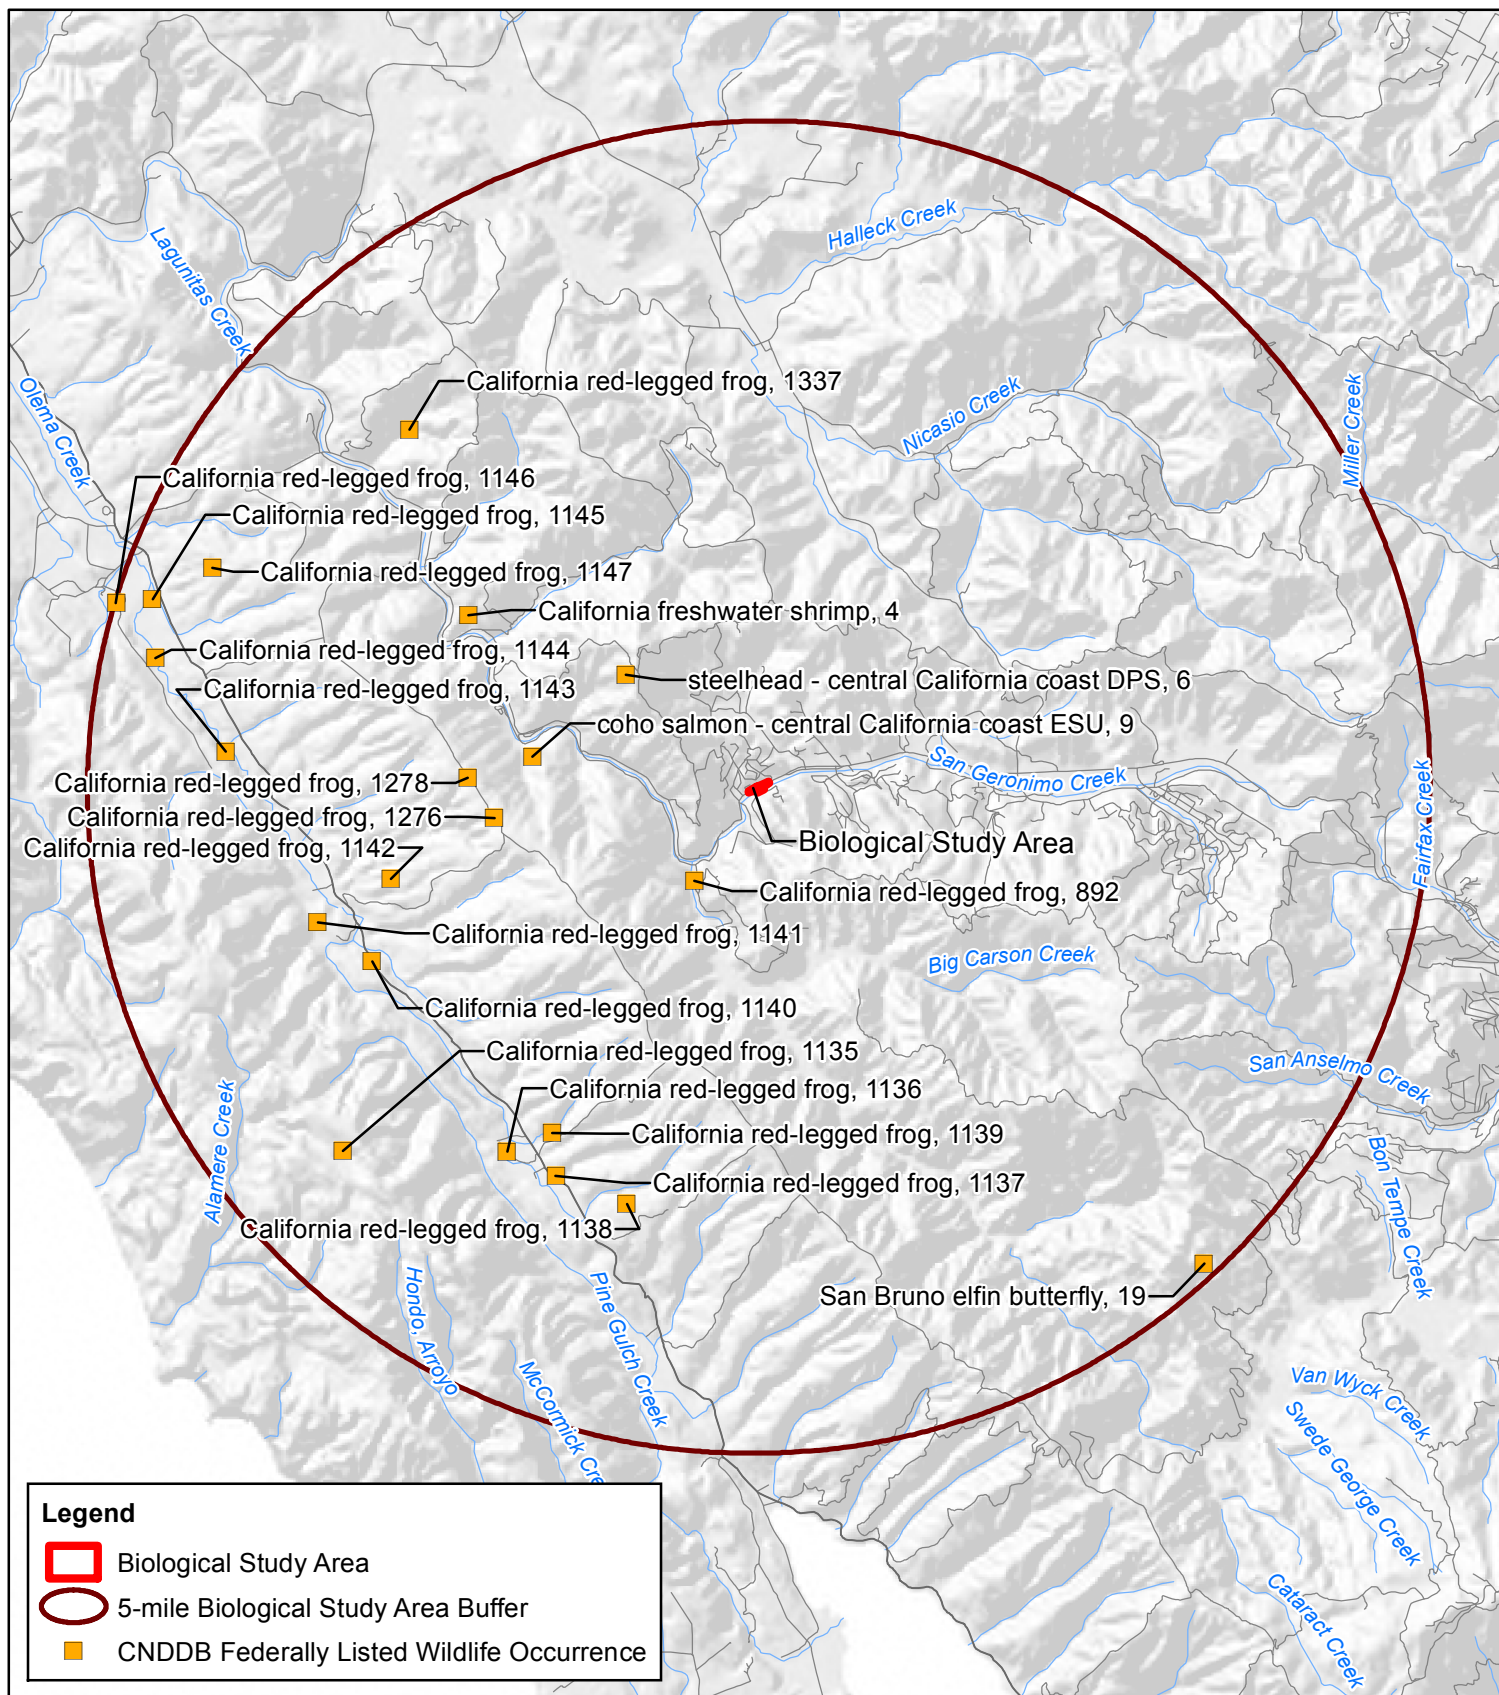 Halleck Creek
Lagunitas Creek
Olema Creek
California red-legged frog, 1337
Nicasio Creek
Miller Creek
California red-legged frog, 1146
California red-legged frog, 1145
California red-legged frog, 1147
California freshwater shrimp, 4
California red-legged frog, 1144
steelhead - central California coast DPS, 6
California red-legged frog, 1143
coho salmon - central California coast ESU, 9
San Geronimo Creek
California red-legged frog, 1278
California red-legged frog, 1276
Fairfax Creek
Biological Study Area
California red-legged frog, 1142
California red-legged frog, 892
California red-legged frog, 1141
Big Carson Creek
California red-legged frog, 1140
California red-legged frog, 1135
San Anselmo Creek
California red-legged frog, 1136
Alamere Creek
California red-legged frog, 1139
Bon Tempe Creek
California red-legged frog, 1137
California red-legged frog, 1138
San Bruno elfin butterfly, 19
Hondo, Arroyo
Pine Gulch Creek
McCormick Cre
Van Wyck Creek
Swede George Creek
Cataract Creek
Legend
Biological Study Area
5-mile Biological Study Area Buffer
CNDDB Federally Listed Wildlife Occurrence